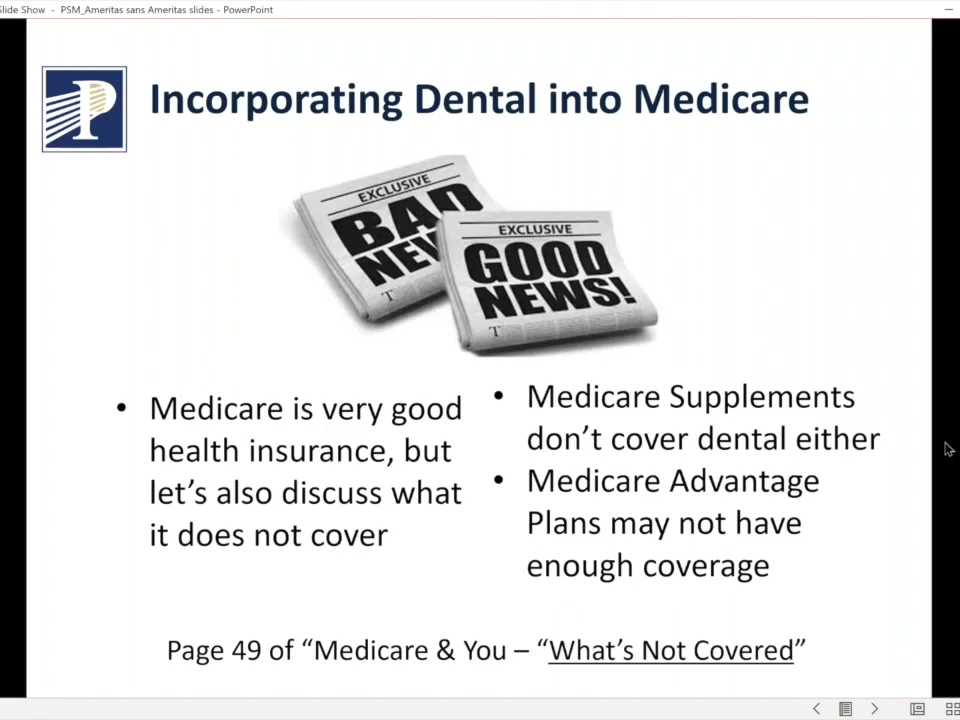 Slide Show - PSM_Ameritas sans Ameritas slides - PowerPoint
P
Incorporating Dental into Medicare
EXCLUSIVE
BAD
EXCLUSIVE
GOOD
NEWS!
T
T
• Medicare is very good
health insurance, but
let’s also discuss what
it does not cover
• Medicare Supplements
don’t cover dental either
• Medicare Advantage
Plans may not have
enough coverage
Page 49 of “Medicare & You – “What’s Not Covered”